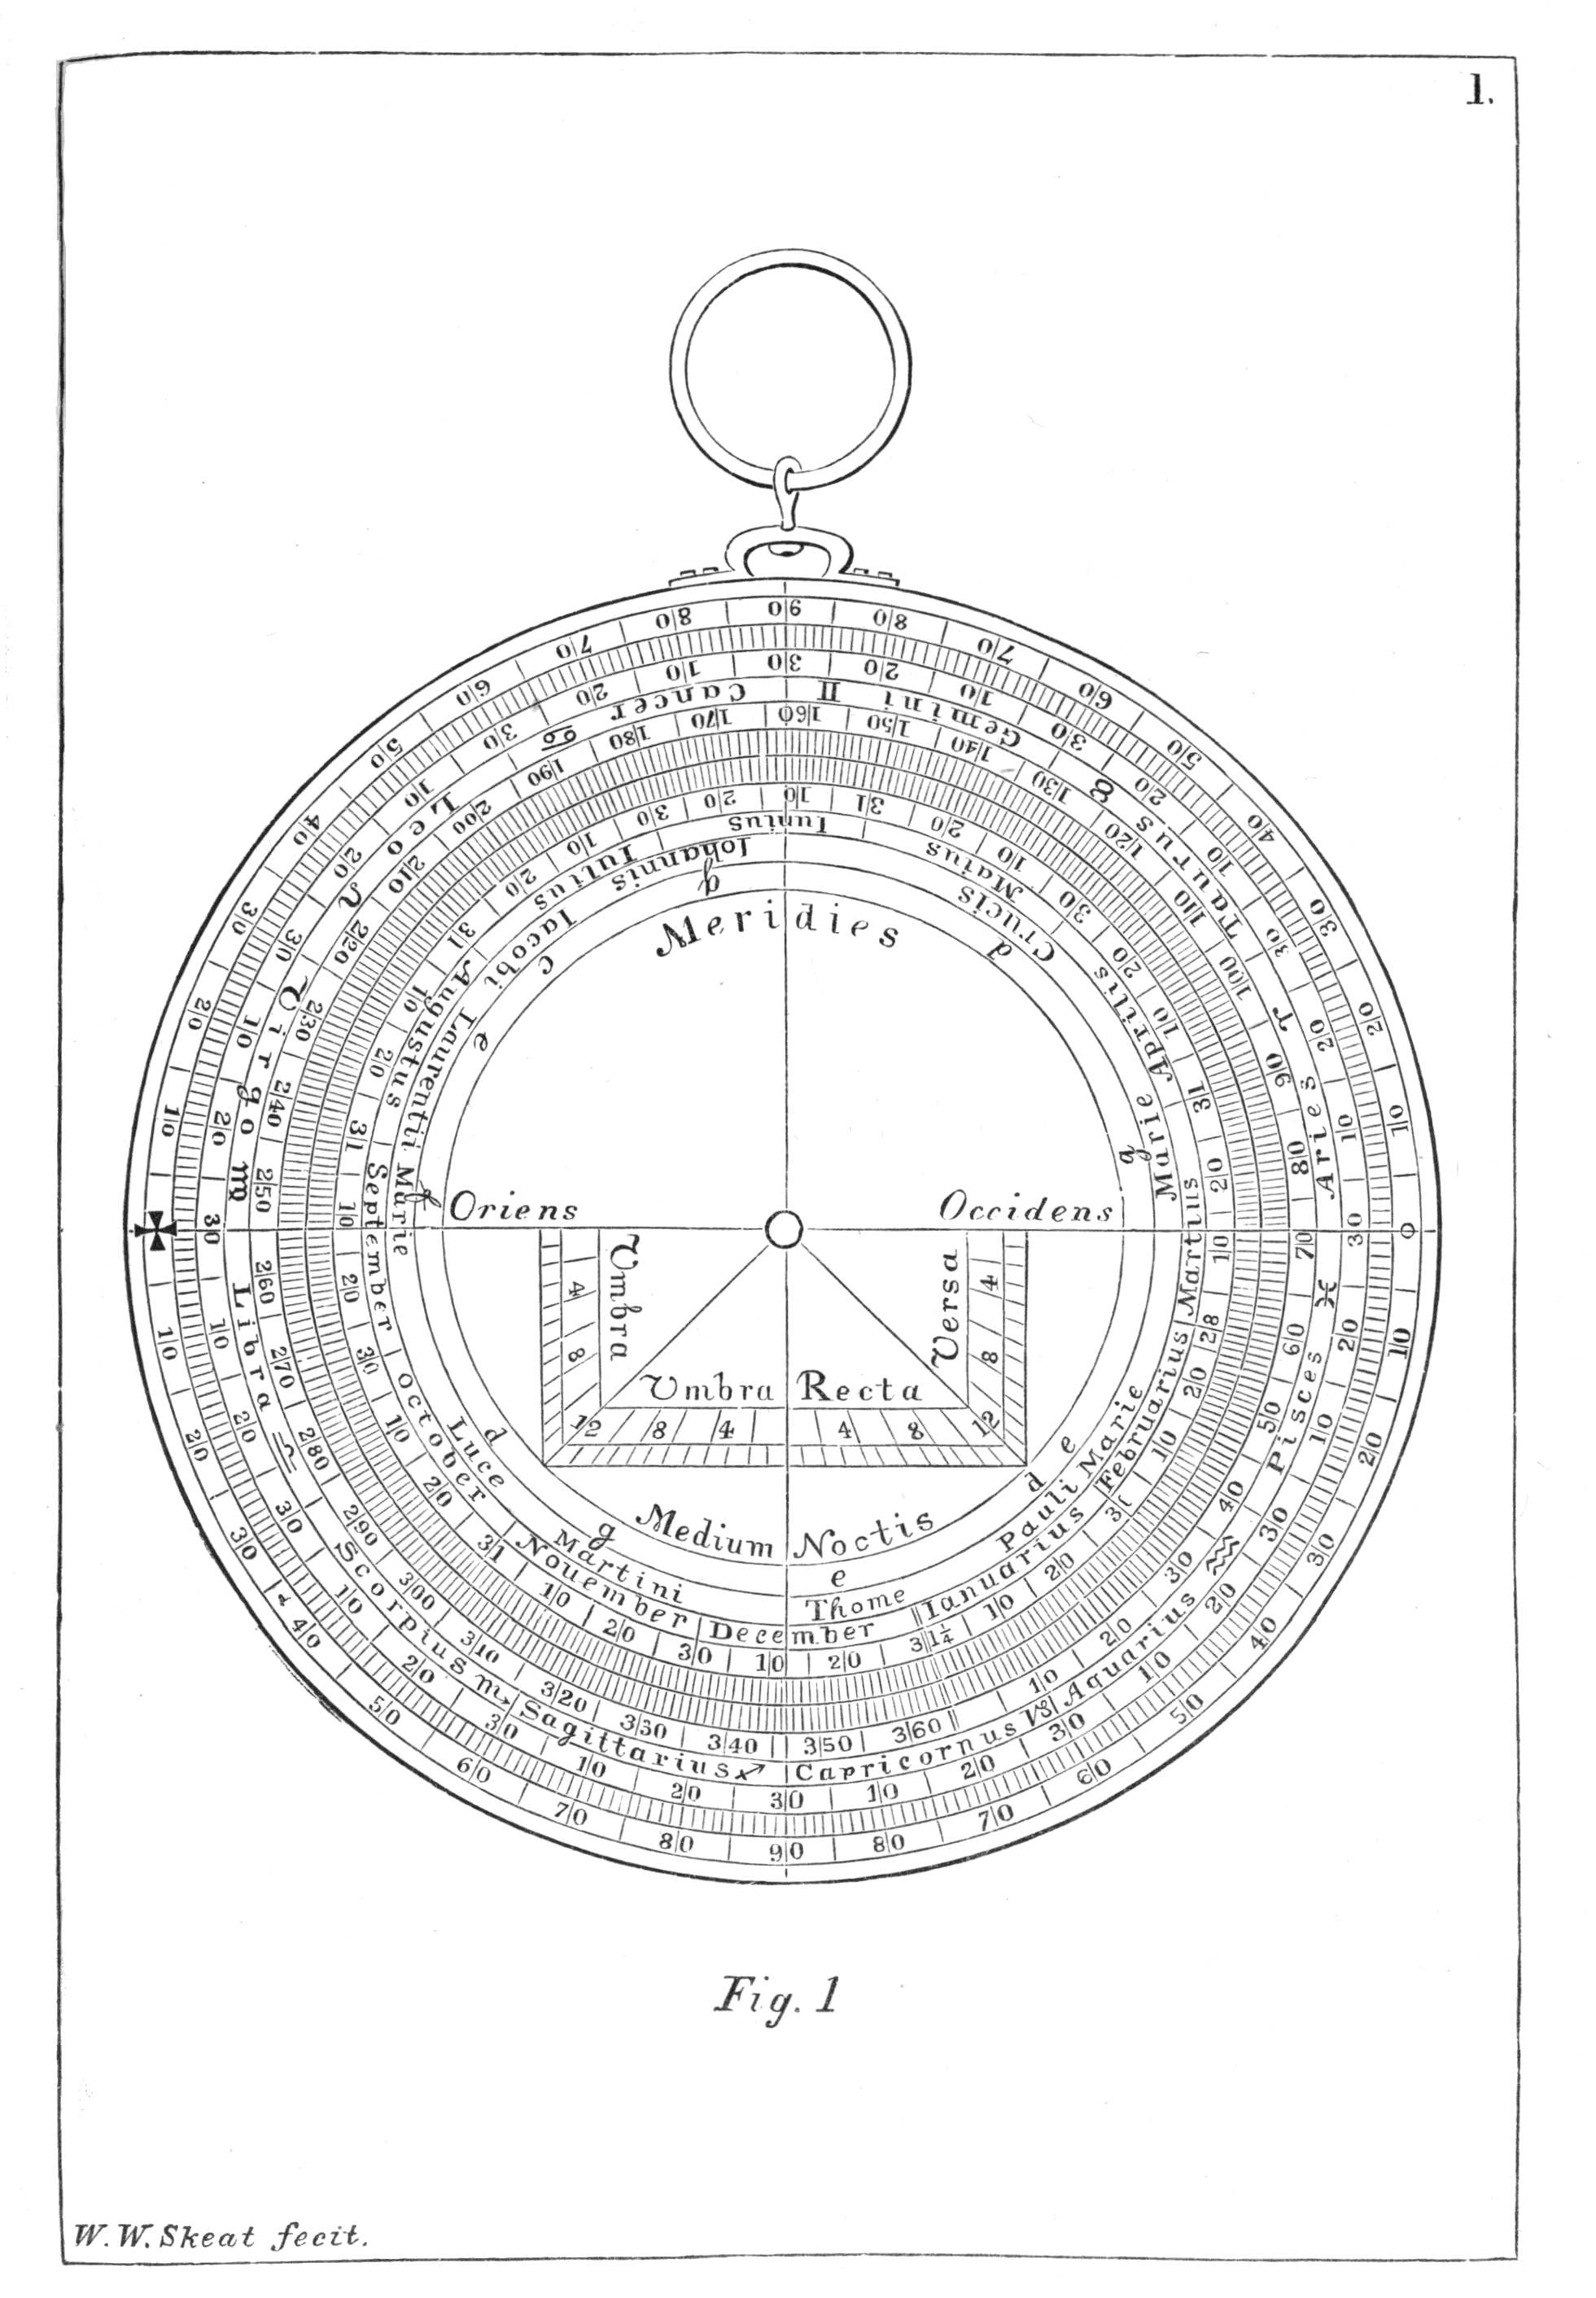 1.
90 80 70 60 50 40 30 20 10 0 10 20 30 40 50 60 70 80 90 80 70 60 50 40 30 20 10 ✠ 10 20 30 40 50 60 70 80
30 20 10 30 20 10 30 20 10 30 20 10 30 20 10 30 20 10 30 20 10 30 20 10 30 20 10 30 20 10 30 20 10 30 20 10
Aries ♈ Taurus ♉ Gemini ♊ Cancer ♋ Leo ♌ Virgo ♍ Libra ♎ Scorpius ♏ Sagittarius ♐ Capricornus ♑ Aquarius ♒ Pisces ♓
10 20 30 40 50 60 70 80 90 100 110 120 130 140 150 160 170 180 190 200 210 220 230 240 250 260 270 280 290 300 310 320 330 340 350 360
10 20 31¼
10 20 31 10 20 28 10 20 31 10 20 30 10 20 31 10 20 30 10 20 31 10 20 31 10 20 30 10 20 31 10 20 30
Ianuarius Februarius Martius Aprilis Maius Iunius Iulius Augustus September October Nouember December
Pauli Marie Marie Crucis Iohannis Iacobi Laurentii Marie Luce Martini Thome
d e g d g c e f d g e
Meridies
Oriens Occidens
Vmbra Versa
4 4
8 8
Vmbra Recta
12 8 4 4 8 12
Medium Noctis
Fig. 1
W.W. Skeat fecit.